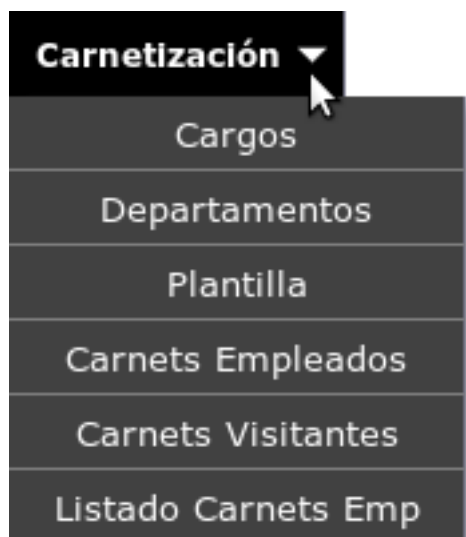 Carnetización
Cargos
Departamentos
Plantilla
Carnets Empleados
Carnets Visitantes
Listado Carnets Emp